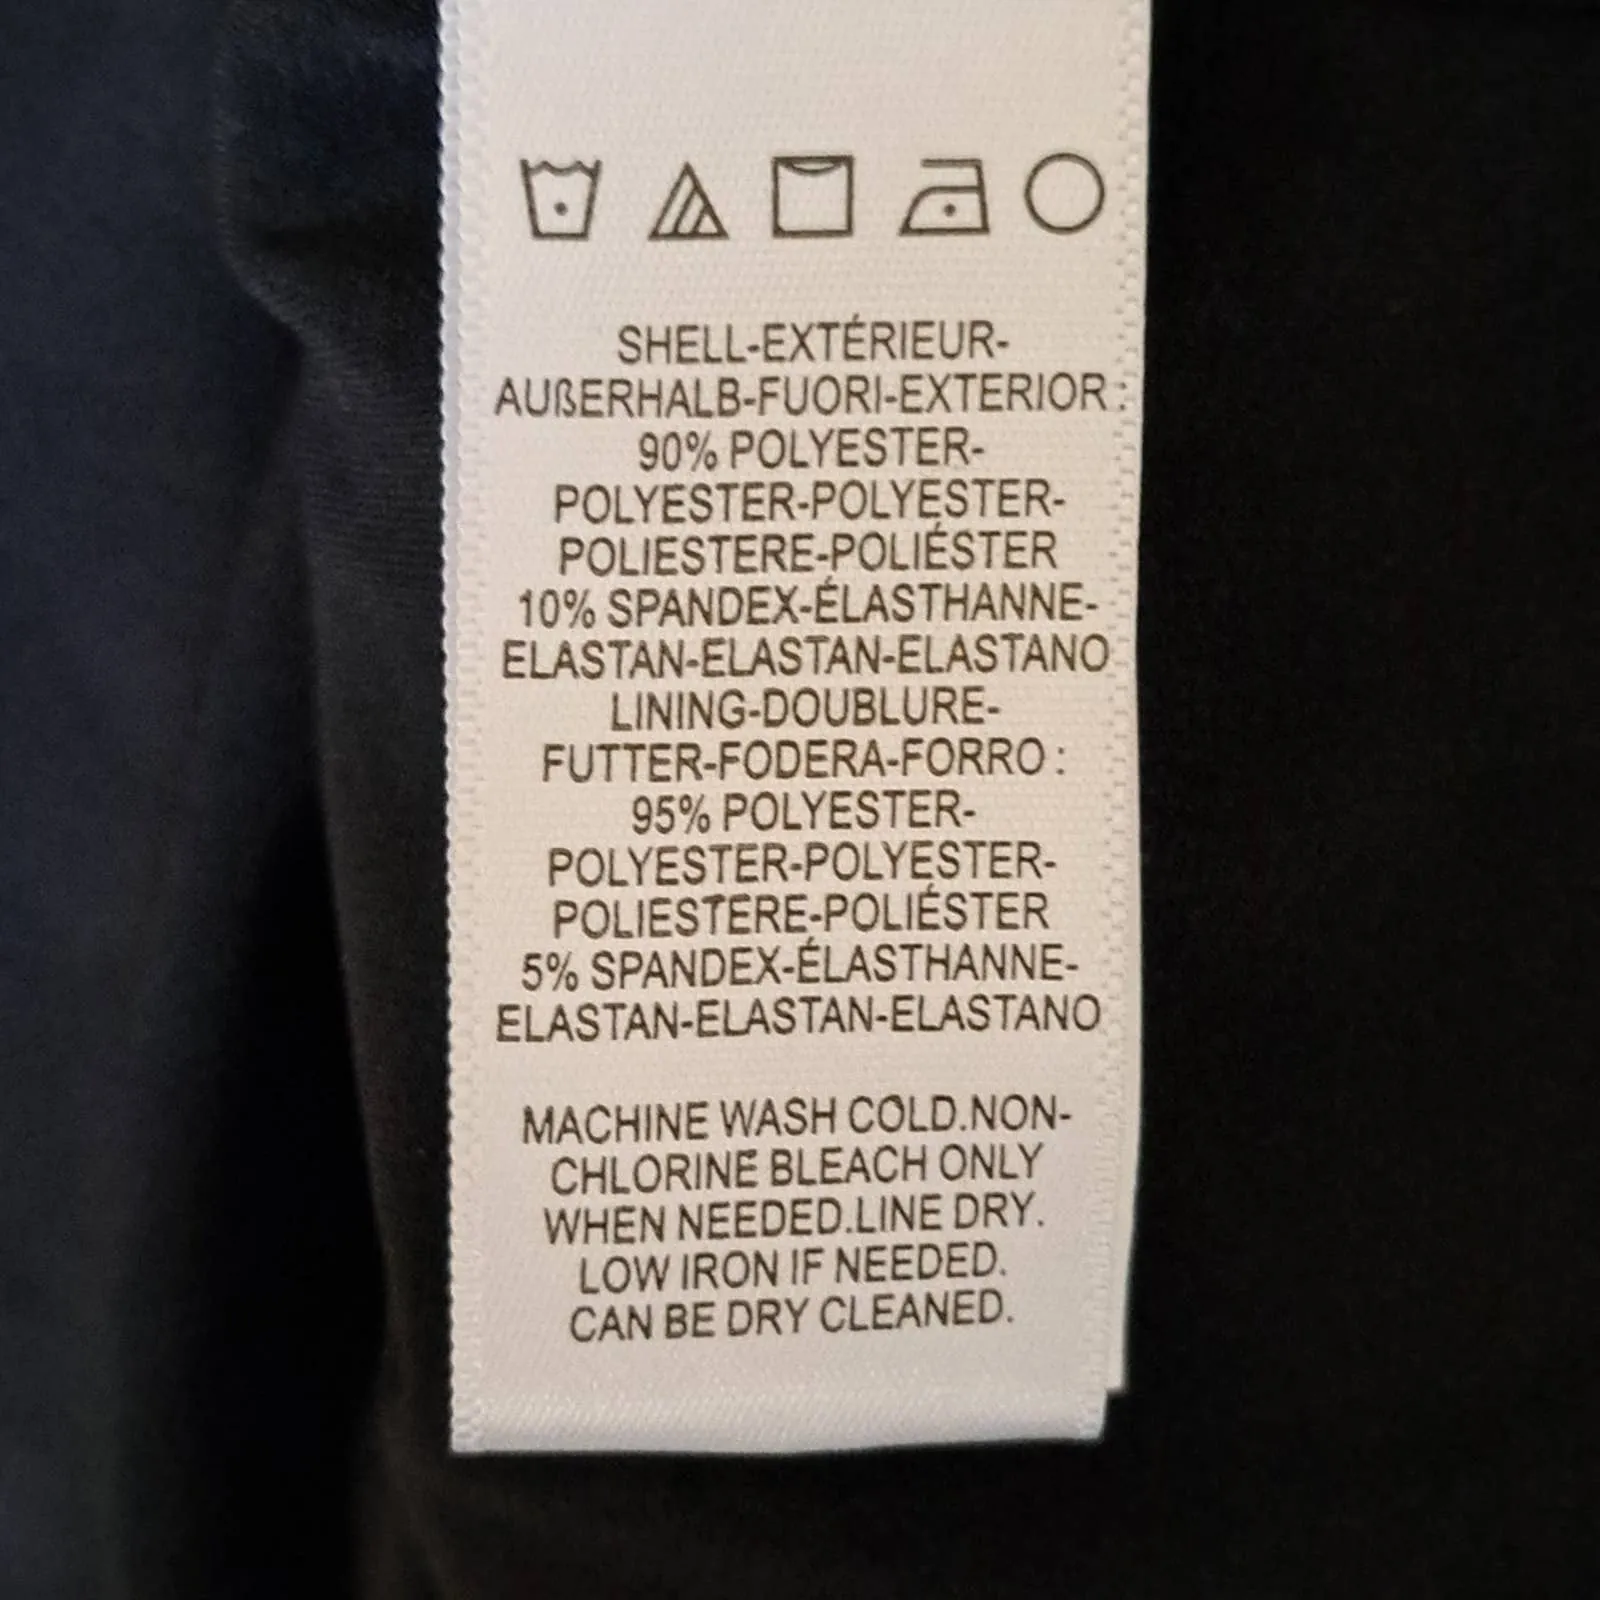 SHELL-EXTÉRIEUR-
AUßERHALB-FUORI-EXTERIOR :
90% POLYESTER-
POLYESTER-POLYESTER-
POLIESTERE-POLIÉSTER
10% SPANDEX-ÉLASTHANNE-
ELASTAN-ELASTAN-ELASTANO
LINING-DOUBLURE-
FUTTER-FODERA-FORRO :
95% POLYESTER-
POLYESTER-POLYESTER-
POLIESTERE-POLIÉSTER
5% SPANDEX-ÉLASTHANNE-
ELASTAN-ELASTAN-ELASTANO
MACHINE WASH COLD.NON-
CHLORINE BLEACH ONLY
WHEN NEEDED.LINE DRY.
LOW IRON IF NEEDED.
CAN BE DRY CLEANED.